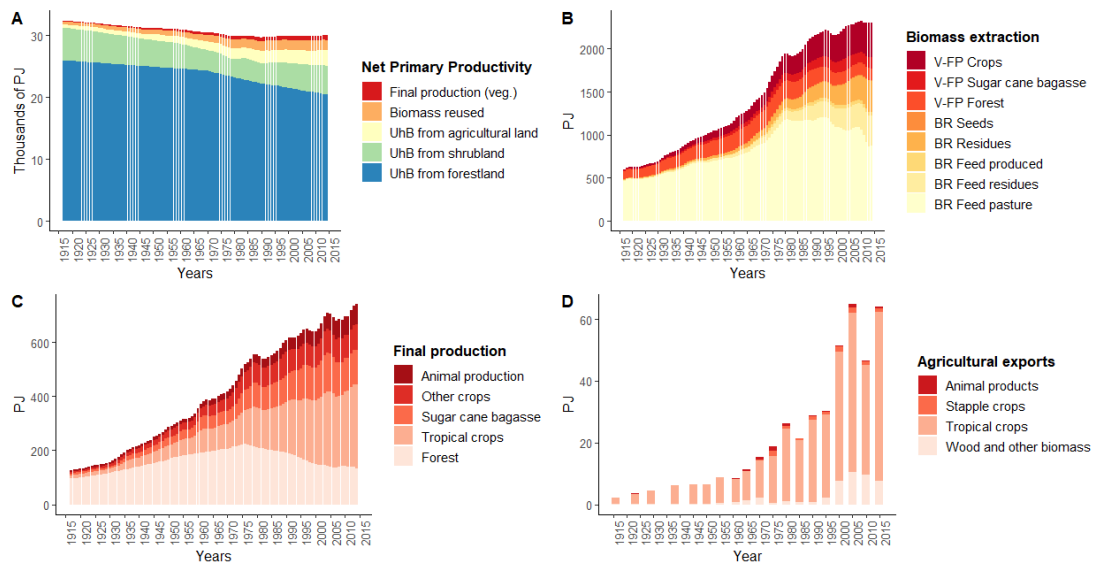 A
Thousands of PJ
30
20
10
0
1915 1920 1925 1930 1935 1940 1945 1950 1955 1960 1965 1970 1975 1980 1985 1990 1995 2000 2005 2010 2015
Years
Net Primary Productivity
Final production (veg.)
Biomass reused
UhB from agricultural land
UhB from shrubland
UhB from forestland
B
PJ
2000
1500
1000
500
0
1915 1920 1925 1930 1935 1940 1945 1950 1955 1960 1965 1970 1975 1980 1985 1990 1995 2000 2005 2010 2015
Years
Biomass extraction
V-FP Crops
V-FP Sugar cane bagasse
V-FP Forest
BR Seeds
BR Residues
BR Feed produced
BR Feed residues
BR Feed pasture
C
PJ
600
400
200
0
1915 1920 1925 1930 1935 1940 1945 1950 1955 1960 1965 1970 1975 1980 1985 1990 1995 2000 2005 2010 2015
Years
Final production
Animal production
Other crops
Sugar cane bagasse
Tropical crops
Forest
D
PJ
60
40
20
0
1915 1920 1925 1930 1935 1940 1945 1950 1955 1960 1965 1970 1975 1980 1985 1990 1995 2000 2005 2010 2015
Year
Agricultural exports
Animal products
Stapple crops
Tropical crops
Wood and other biomass